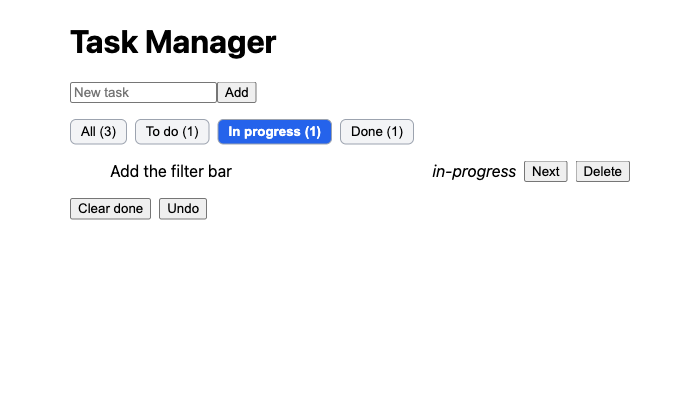 Task Manager
New task Add
All (3) To do (1) In progress (1) Done (1)
Add the filter bar in-progress Next Delete
Clear done Undo